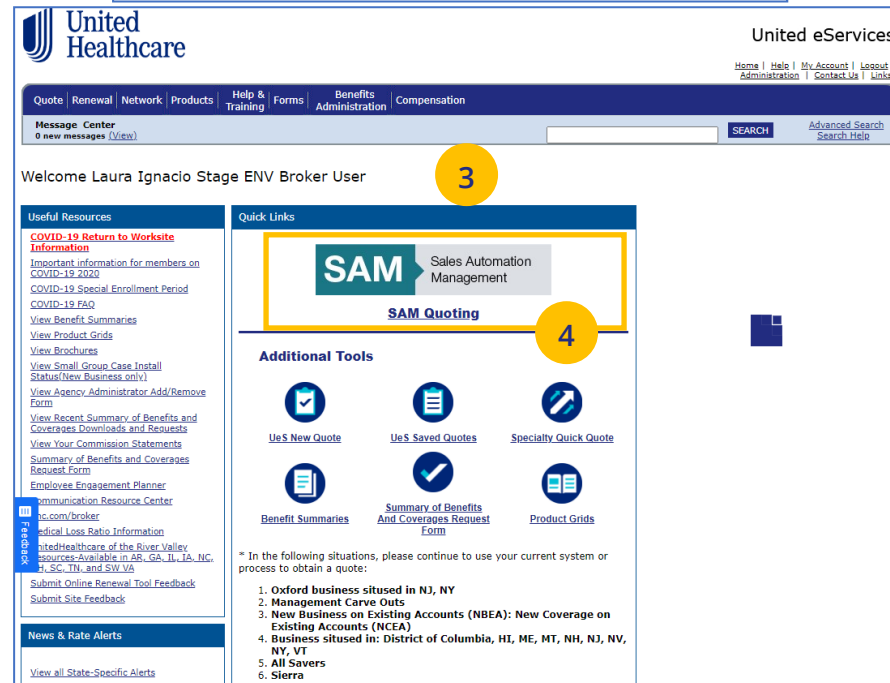 United
Healthcare
United eServices
Home | Help | My Account | Logout
Administration | Contact Us | Links
Quote | Renewal | Network | Products | Help & Training | Forms | Benefits Administration | Compensation
Message Center
0 new messages (View)
SEARCH
Advanced Search
Search Help
Welcome Laura Ignacio Stage ENV Broker User
3
Useful Resources
COVID-19 Return to Worksite
Information
Important information for members on
COVID-19 2020
COVID-19 Special Enrollment Period
COVID-19 FAQ
View Benefit Summaries
View Product Grids
View Brochures
View Small Group Case Install
Status(New Business only)
View Agency Administrator Add/Remove
Form
View Recent Summary of Benefits and
Coverages Downloads and Requests
View Your Commission Statements
Summary of Benefits and Coverages
Request Form
Employee Engagement Planner
ommunication Resource Center
hc.com/broker
edical Loss Ratio Information
nitedHealthcare of the River Valley
esources-Available in AR, GA, IL, IA, NC,
H, SC, TN, and SW VA
Submit Online Renewal Tool Feedback
Submit Site Feedback
Feedback
News & Rate Alerts
View all State-Specific Alerts
Quick Links
SAM Sales Automation
Management
SAM Quoting
4
Additional Tools
UeS New Quote
UeS Saved Quotes
Specialty Quick Quote
Benefit Summaries
Summary of Benefits
And Coverages Request
Form
Product Grids
* In the following situations, please continue to use your current system or
process to obtain a quote:
1. Oxford business sitused in NJ, NY
2. Management Carve Outs
3. New Business on Existing Accounts (NBEA): New Coverage on
Existing Accounts (NCEA)
4. Business sitused in: District of Columbia, HI, ME, MT, NH, NJ, NV,
NY, VT
5. All Savers
6. Sierra